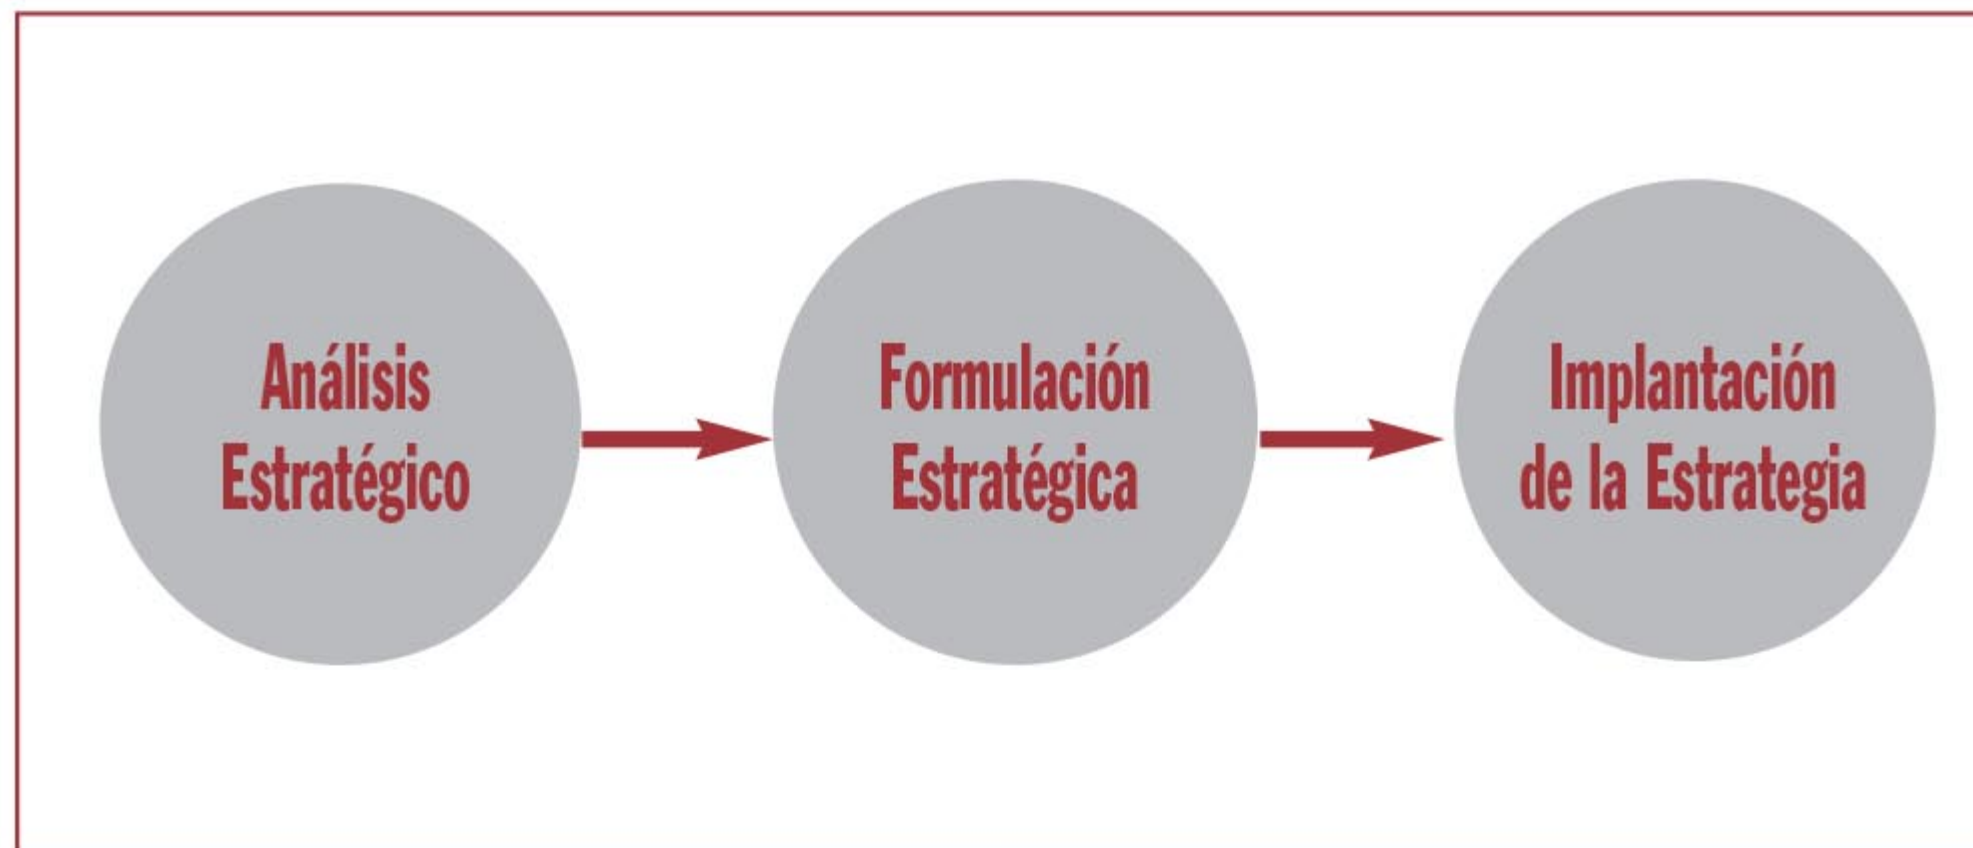 Análisis
Estratégico
Formulación
Estratégica
Implantación
de la Estrategia